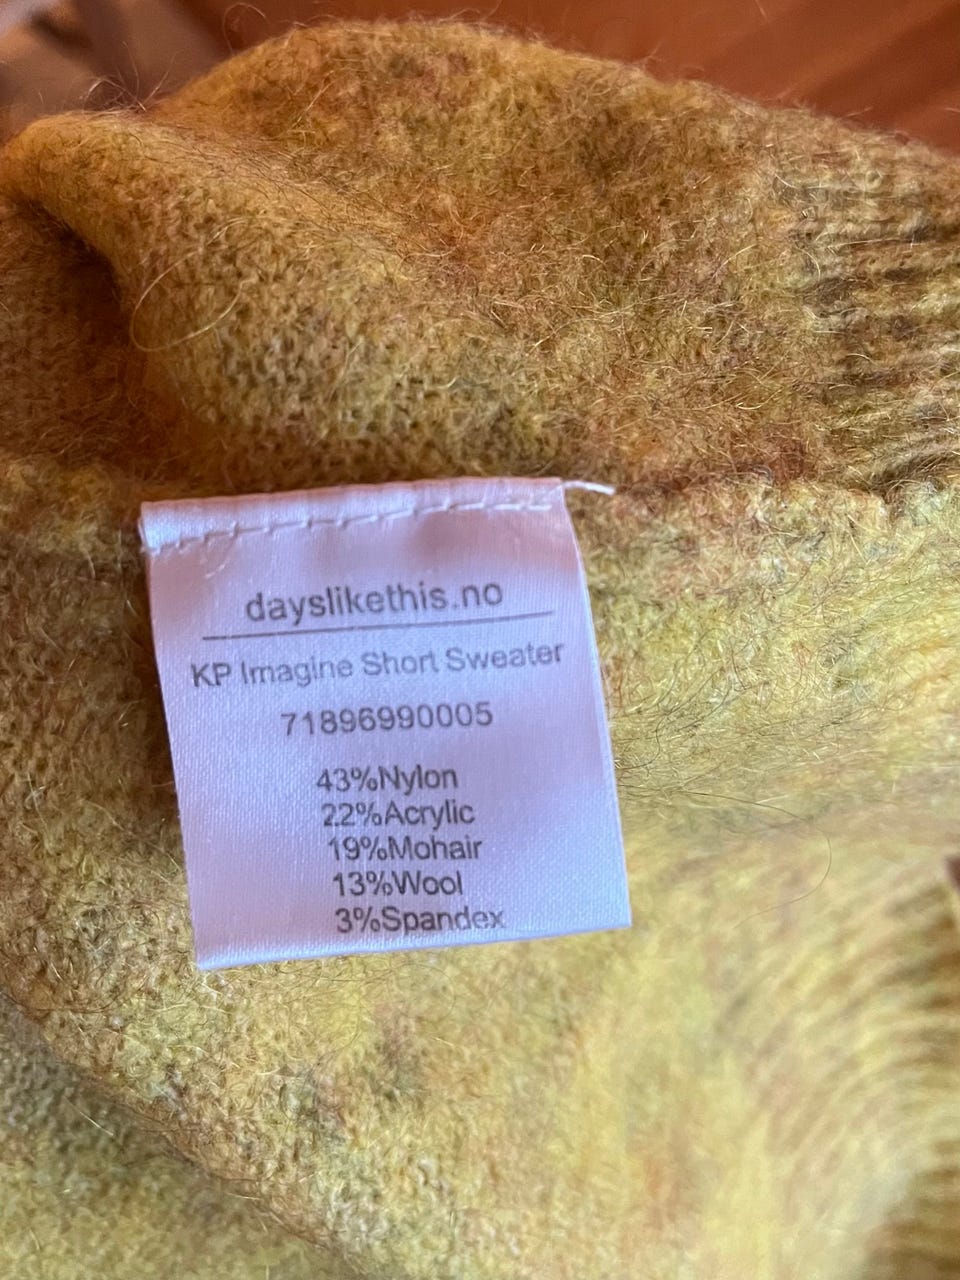 dayslikethis.no
KP Imagine Short Sweater
71896990005
43%Nylon
22%Acrylic
19%Mohair
13%Wool
3%Spandex